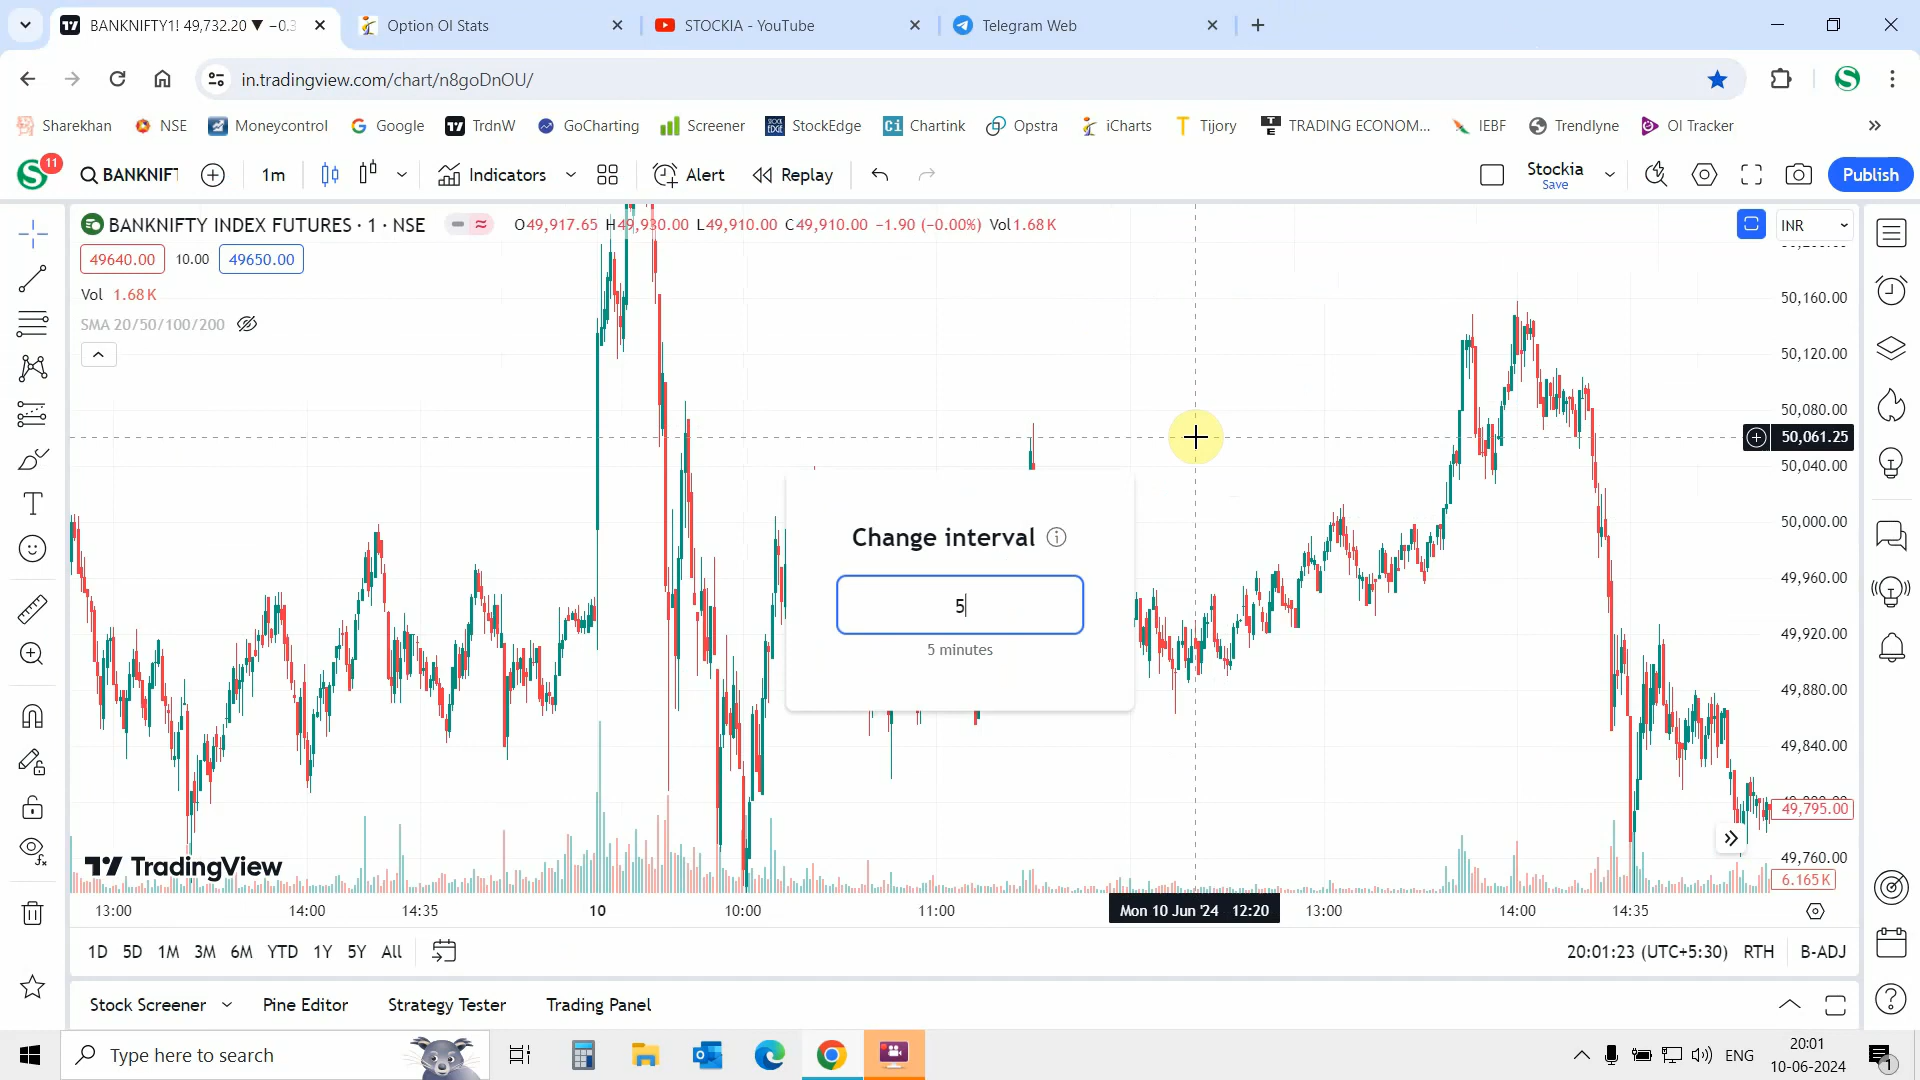 BANKNIFTY1! 49,732.20 ▼ −0.3
Option OI Stats
STOCKIA - YouTube
Telegram Web
in.tradingview.com/chart/n8goDnOU/
Sharekhan
NSE
Moneycontrol
Google
TrdnW
GoCharting
Screener
StockEdge
Chartink
Opstra
iCharts
Tijory
TRADING ECONOM...
IEBF
Trendlyne
OI Tracker
11
BANKNIFT
1m
Indicators
Alert
Replay
Stockia
Save
Publish
BANKNIFTY INDEX FUTURES · 1 · NSE
O49,917.65 H49,930.00 L49,910.00 C49,910.00 −1.90 (−0.00%) Vol1.68 K
INR
49640.00 10.00 49650.00
Vol 1.68 K
SMA 20/50/100/200
50,160.00
50,120.00
50,080.00
50,061.25
50,040.00
50,000.00
49,960.00
49,920.00
49,880.00
49,840.00
49,795.00
49,760.00
6.165 K
Change interval
5
5 minutes
TradingView
13:00 14:00 14:35 10 10:00 11:00 Mon 10 Jun '24 12:20 13:00 14:00 14:35
1D 5D 1M 3M 6M YTD 1Y 5Y All
20:01:23 (UTC+5:30) RTH B-ADJ
Stock Screener
Pine Editor
Strategy Tester
Trading Panel
Type here to search
ENG
20:01
10-06-2024
1